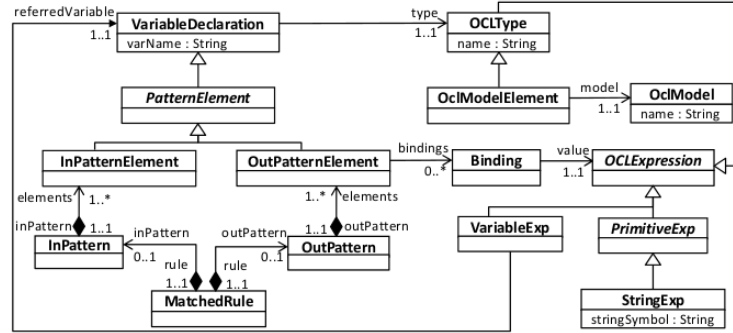 referredVariable
VariableDeclaration
type
OCLType
1..1
varName : String
1..1
name : String
PatternElement
OclModelElement
model
OclModel
1..1
name : String
InPatternElement
OutPatternElement
bindings
Binding
value
OCLExpression
0..*
1..1
elements
1..*
1..*
elements
inPattern
1..1
inPattern
outPattern
1..1
outPattern
VariableExp
PrimitiveExp
InPattern
0..1
0..1
OutPattern
rule
rule
1..1
1..1
MatchedRule
StringExp
stringSymbol : String